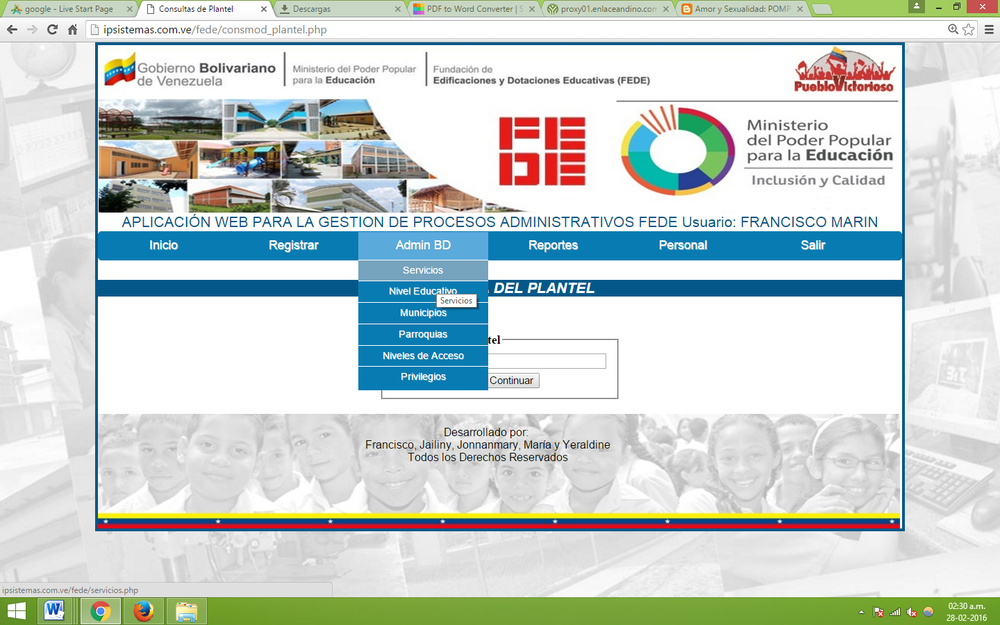 google - Live Start Page
Consultas de Plantel
Descargas
PDF to Word Converter | S
proxy01.enlaceandino.com
Amor y Sexualidad: POMP
ipsistemas.com.ve/fede/consmod_plantel.php
Gobierno Bolivariano
de Venezuela
Ministerio del Poder Popular
para la Educación
Fundación de
Edificaciones y Dotaciones Educativas (FEDE)
PuebloVictorioso
FEDE
Ministerio
del Poder Popular
para la Educación
Inclusión y Calidad
APLICACIÓN WEB PARA LA GESTION DE PROCESOS ADMINISTRATIVOS FEDE Usuario: FRANCISCO MARIN
Inicio
Registrar
Admin BD
Reportes
Personal
Salir
Servicios
Nivel Educativo
Servicios
Municipios
Parroquias
Niveles de Acceso
Privilegios
DEL PLANTEL
tel
Continuar
Desarrollado por:
Francisco, Jailiny, Jonnanmary, María y Yeraldine
Todos los Derechos Reservados
ipsistemas.com.ve/fede/servicios.php
02:30 a.m.
28-02-2016